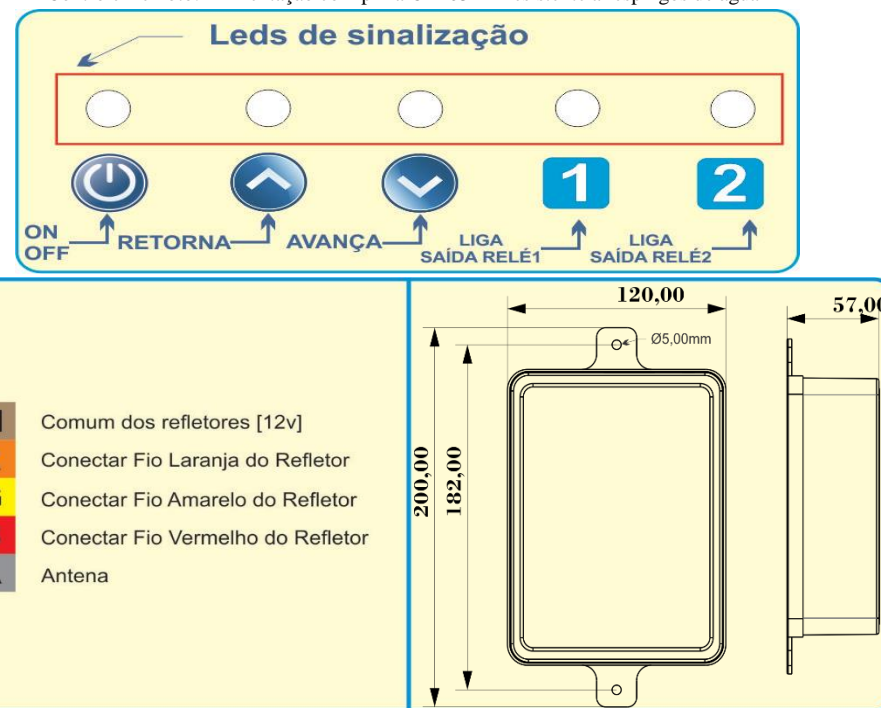 Leds de sinalização
1
2
ON
OFF
RETORNA
AVANÇA
LIGA
SAÍDA RELÉ1
LIGA
SAÍDA RELÉ2
Comum dos refletores [12v]
Conectar Fio Laranja do Refletor
Conectar Fio Amarelo do Refletor
Conectar Fio Vermelho do Refletor
Antena
120,00
57,00
Ø5,00mm
200,00
182,00